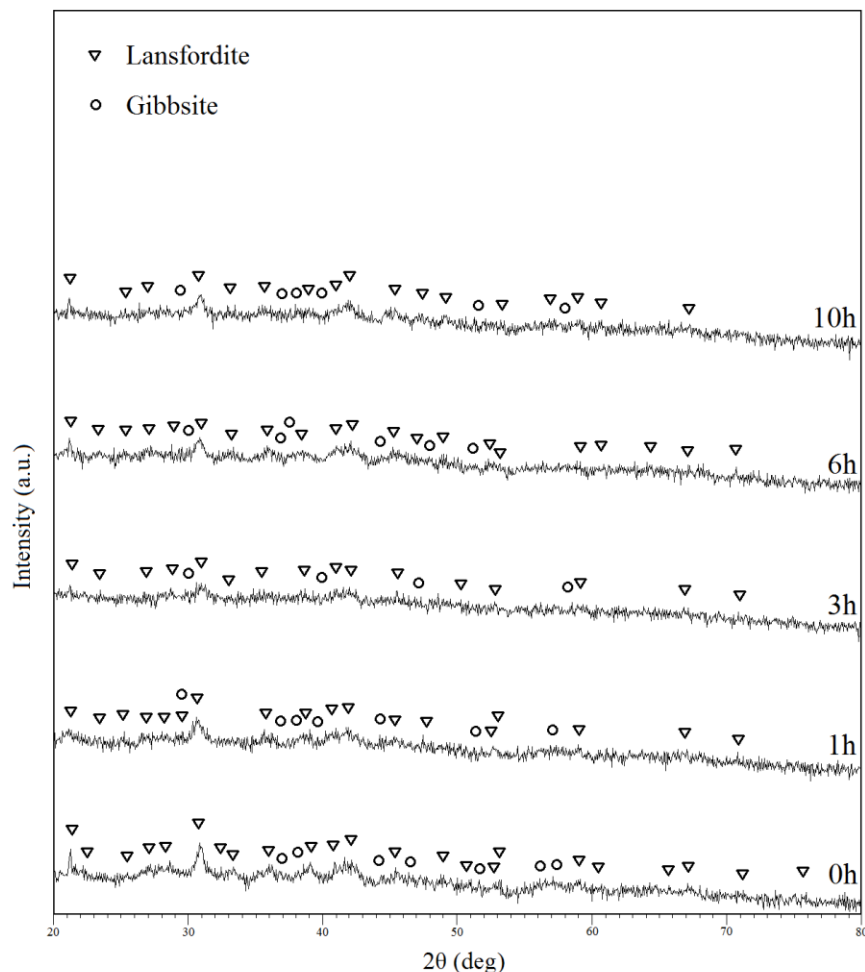 Lansfordite
Gibbsite
10h
6h
3h
1h
0h
Intensity (a.u.)
20 30 40 50 60 70 80
2θ (deg)